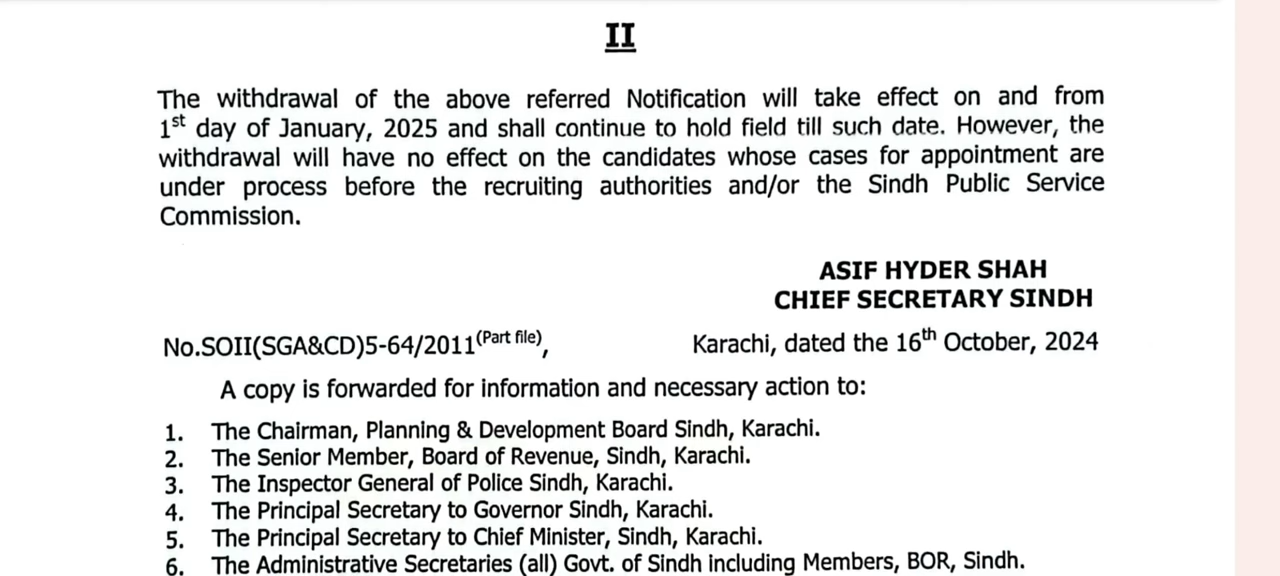 II
The withdrawal of the above referred Notification will take effect on and from
1st day of January, 2025 and shall continue to hold field till such date. However, the
withdrawal will have no effect on the candidates whose cases for appointment are
under process before the recruiting authorities and/or the Sindh Public Service
Commission.
ASIF HYDER SHAH
CHIEF SECRETARY SINDH
No.SOII(SGA&CD)5-64/2011(Part file), Karachi, dated the 16th October, 2024
A copy is forwarded for information and necessary action to:
1. The Chairman, Planning & Development Board Sindh, Karachi.
2. The Senior Member, Board of Revenue, Sindh, Karachi.
3. The Inspector General of Police Sindh, Karachi.
4. The Principal Secretary to Governor Sindh, Karachi.
5. The Principal Secretary to Chief Minister, Sindh, Karachi.
6. The Administrative Secretaries (all) Govt. of Sindh including Members, BOR, Sindh.